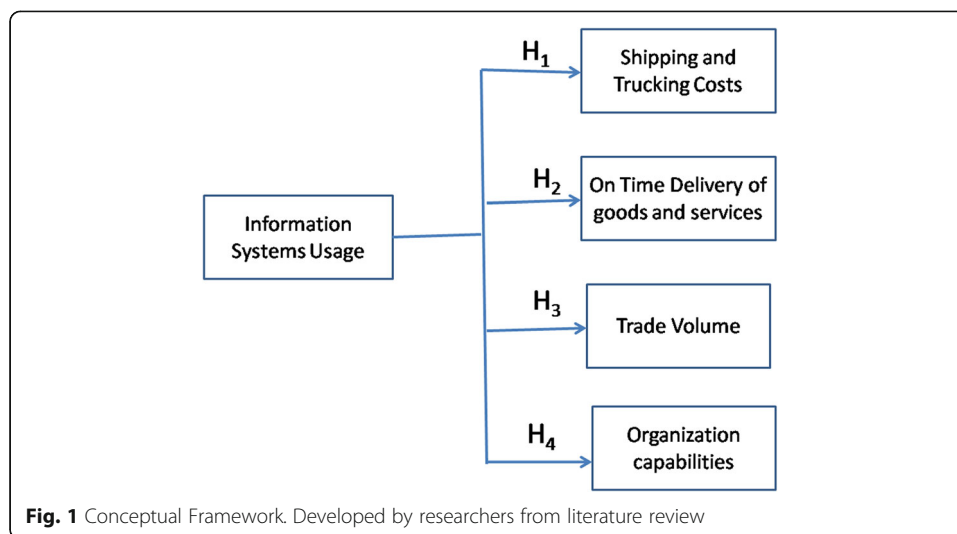 H1
Shipping and
Trucking Costs
H2
On Time Delivery of
goods and services
Information
Systems Usage
H3
Trade Volume
H4
Organization
capabilities
Fig. 1 Conceptual Framework. Developed by researchers from literature review